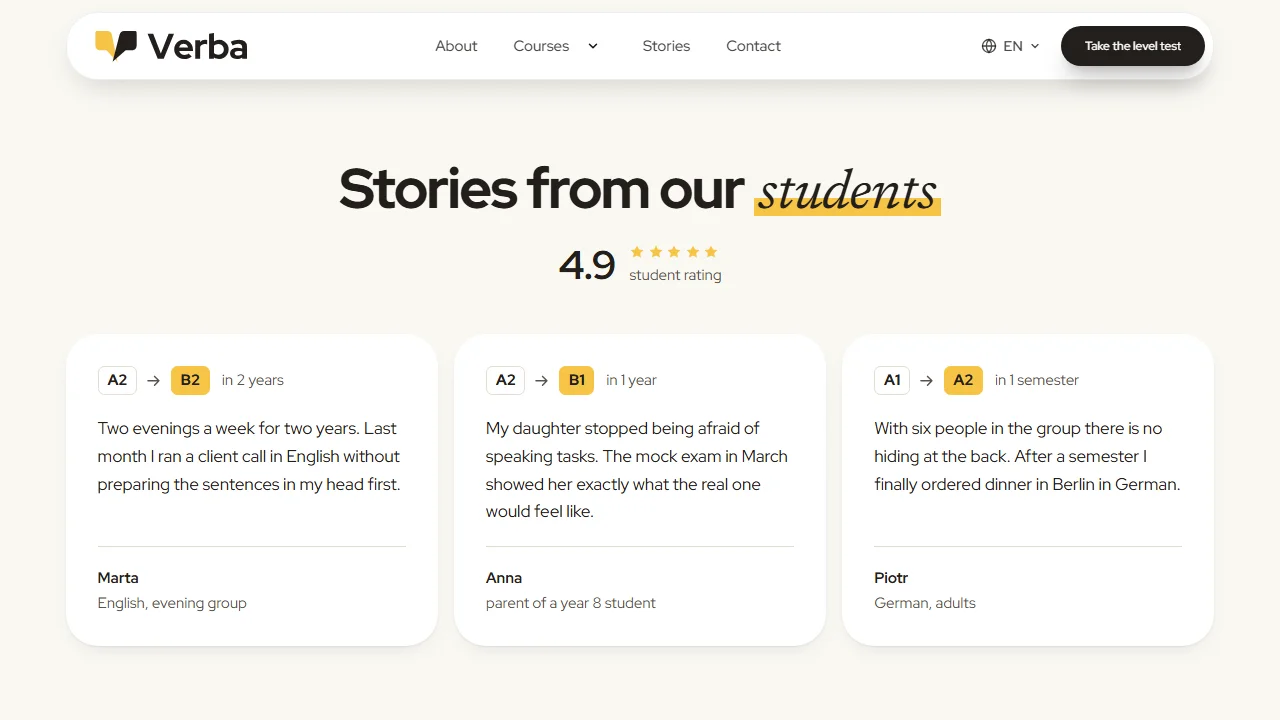 Verba
About
Courses
Stories
Contact
EN
Take the level test
Stories from our students
4.9
student rating
A2 → B2 in 2 years
Two evenings a week for two years. Last
month I ran a client call in English without
preparing the sentences in my head first.
Marta
English, evening group
A2 → B1 in 1 year
My daughter stopped being afraid of
speaking tasks. The mock exam in March
showed her exactly what the real one
would feel like.
Anna
parent of a year 8 student
A1 → A2 in 1 semester
With six people in the group there is no
hiding at the back. After a semester I
finally ordered dinner in Berlin in German.
Piotr
German, adults